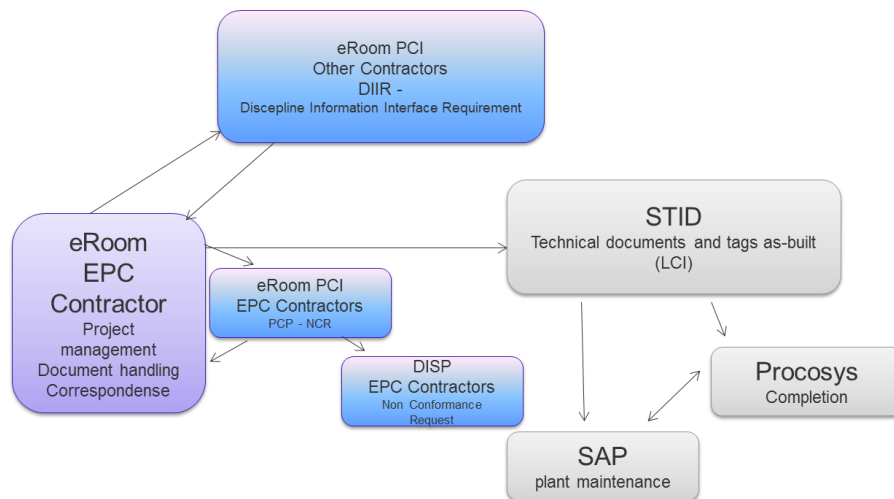 eRoom PCI
Other Contractors
DIIR -
Discepline Information Interface Requirement
eRoom
EPC
Contractor
Project
management
Document handling
Correspondense
eRoom PCI
EPC Contractors
PCP - NCR
DISP
EPC Contractors
Non Conformance
Request
STID
Technical documents and tags as-built
(LCI)
Procosys
Completion
SAP
plant maintenance